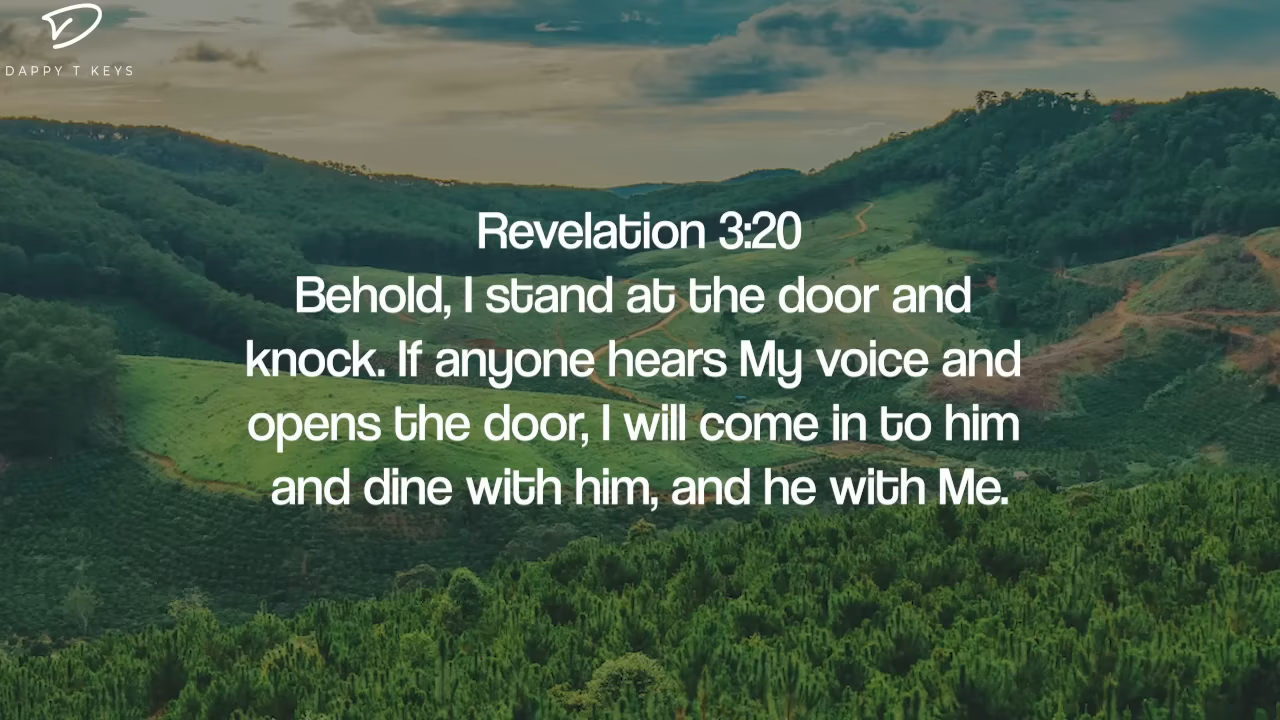 DAPPY T KEYS
Revelation 3:20
Behold, I stand at the door and
knock. If anyone hears My voice and
opens the door, I will come in to him
and dine with him, and he with Me.